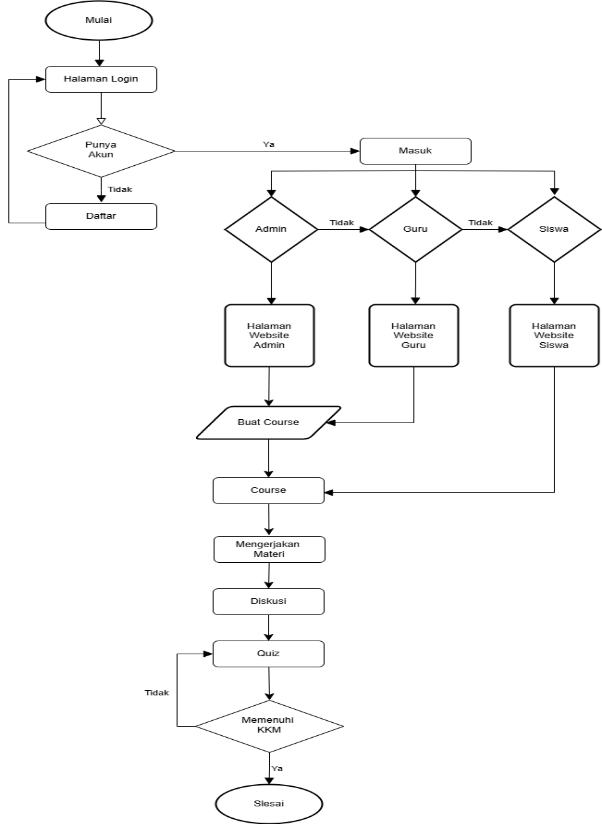 Mulai
Halaman Login
Punya
Akun
Ya
Masuk
Tidak
Daftar
Admin
Tidak
Guru
Tidak
Siswa
Halaman
Website
Admin
Halaman
Website
Guru
Halaman
Website
Siswa
Buat Course
Course
Mengerjakan
Materi
Diskusi
Quiz
Tidak
Memenuhi
KKM
Ya
Slesai